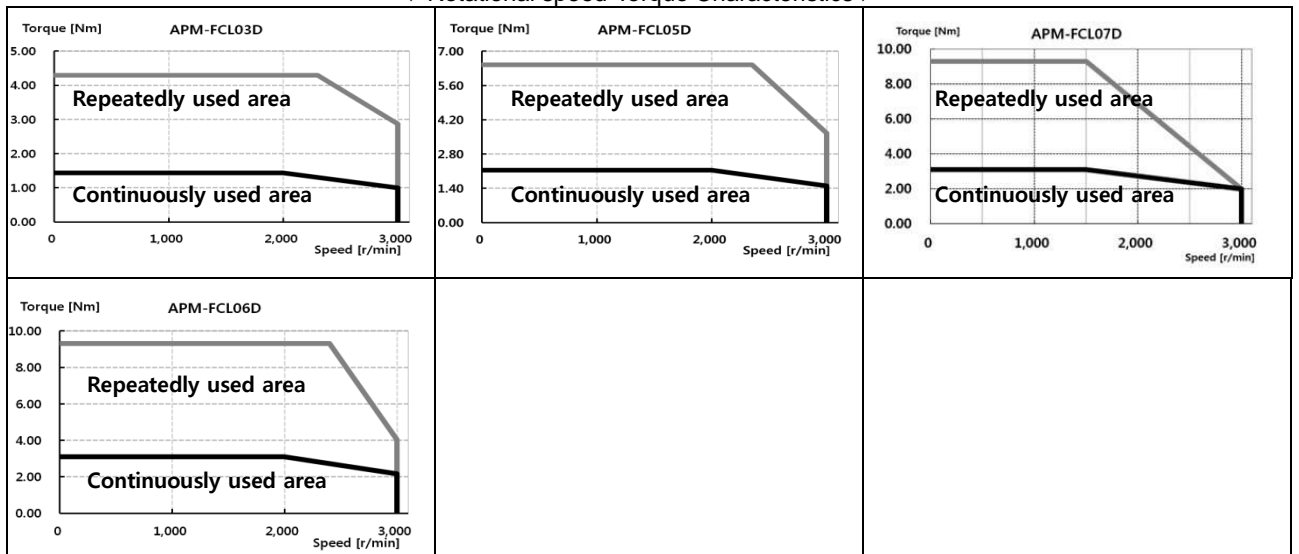 Torque [Nm] APM-FCL03D
5.00
4.00
Repeatedly used area
3.00
2.00
1.00
Continuously used area
0.00
0 1,000 2,000 3,000
Speed [r/min]
Torque [Nm] APM-FCL05D
7.00
5.60
Repeatedly used area
4.20
2.80
1.40
Continuously used area
0.00
0 1,000 2,000 3,000
Speed [r/min]
Torque [Nm] APM-FCL07D
10.00
8.00
Repeatedly used area
6.00
4.00
2.00
Continuously used area
0.00
0 1,000 2,000 3,000
Speed [r/min]
Torque [Nm] APM-FCL06D
10.00
8.00
Repeatedly used area
6.00
4.00
2.00
Continuously used area
0.00
0 1,000 2,000 3,000
Speed [r/min]